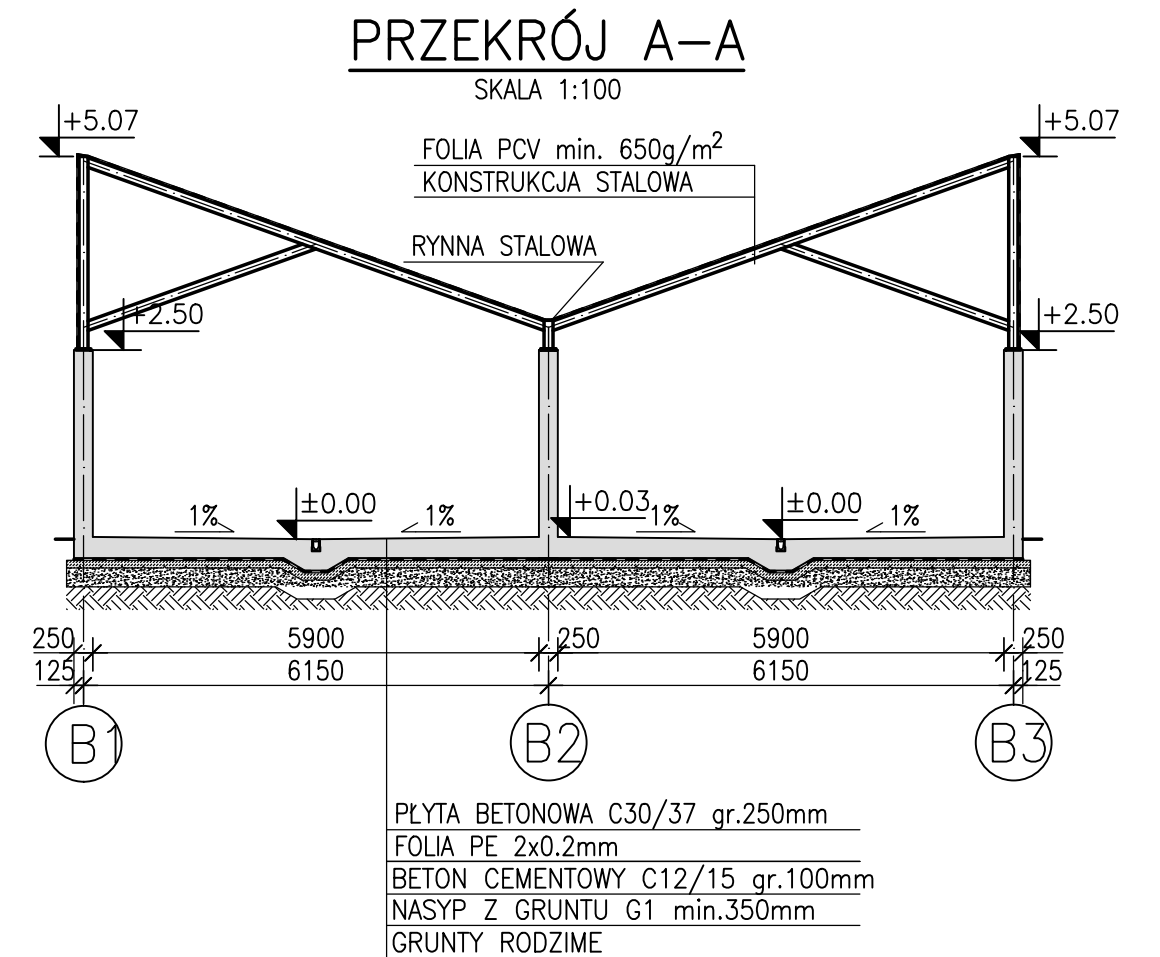 PRZEKRÓJ A–A
SKALA 1:100
+5.07
+5.07
FOLIA PCV min. 650g/m²
KONSTRUKCJA STALOWA
RYNNA STALOWA
+2.50
+2.50
1%
±0.00
1%
+0.03
1%
±0.00
1%
250
5900
250
5900
250
125
6150
6150
125
B1
B2
B3
PŁYTA BETONOWA C30/37 gr.250mm
FOLIA PE 2x0.2mm
BETON CEMENTOWY C12/15 gr.100mm
NASYP Z GRUNTU G1 min.350mm
GRUNTY RODZIME